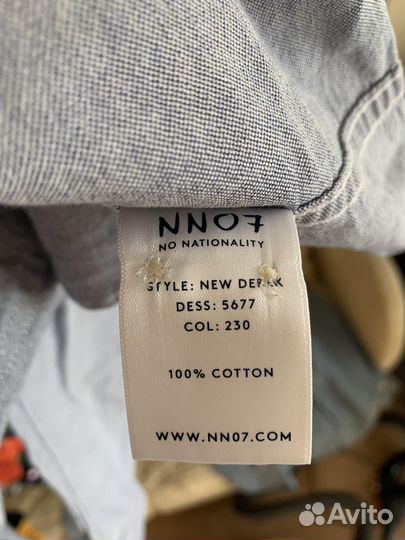 NN07
NO NATIONALITY
STYLE: NEW DEREK
DESS: 5677
COL: 230
100% COTTON
WWW.NN07.COM
Avito